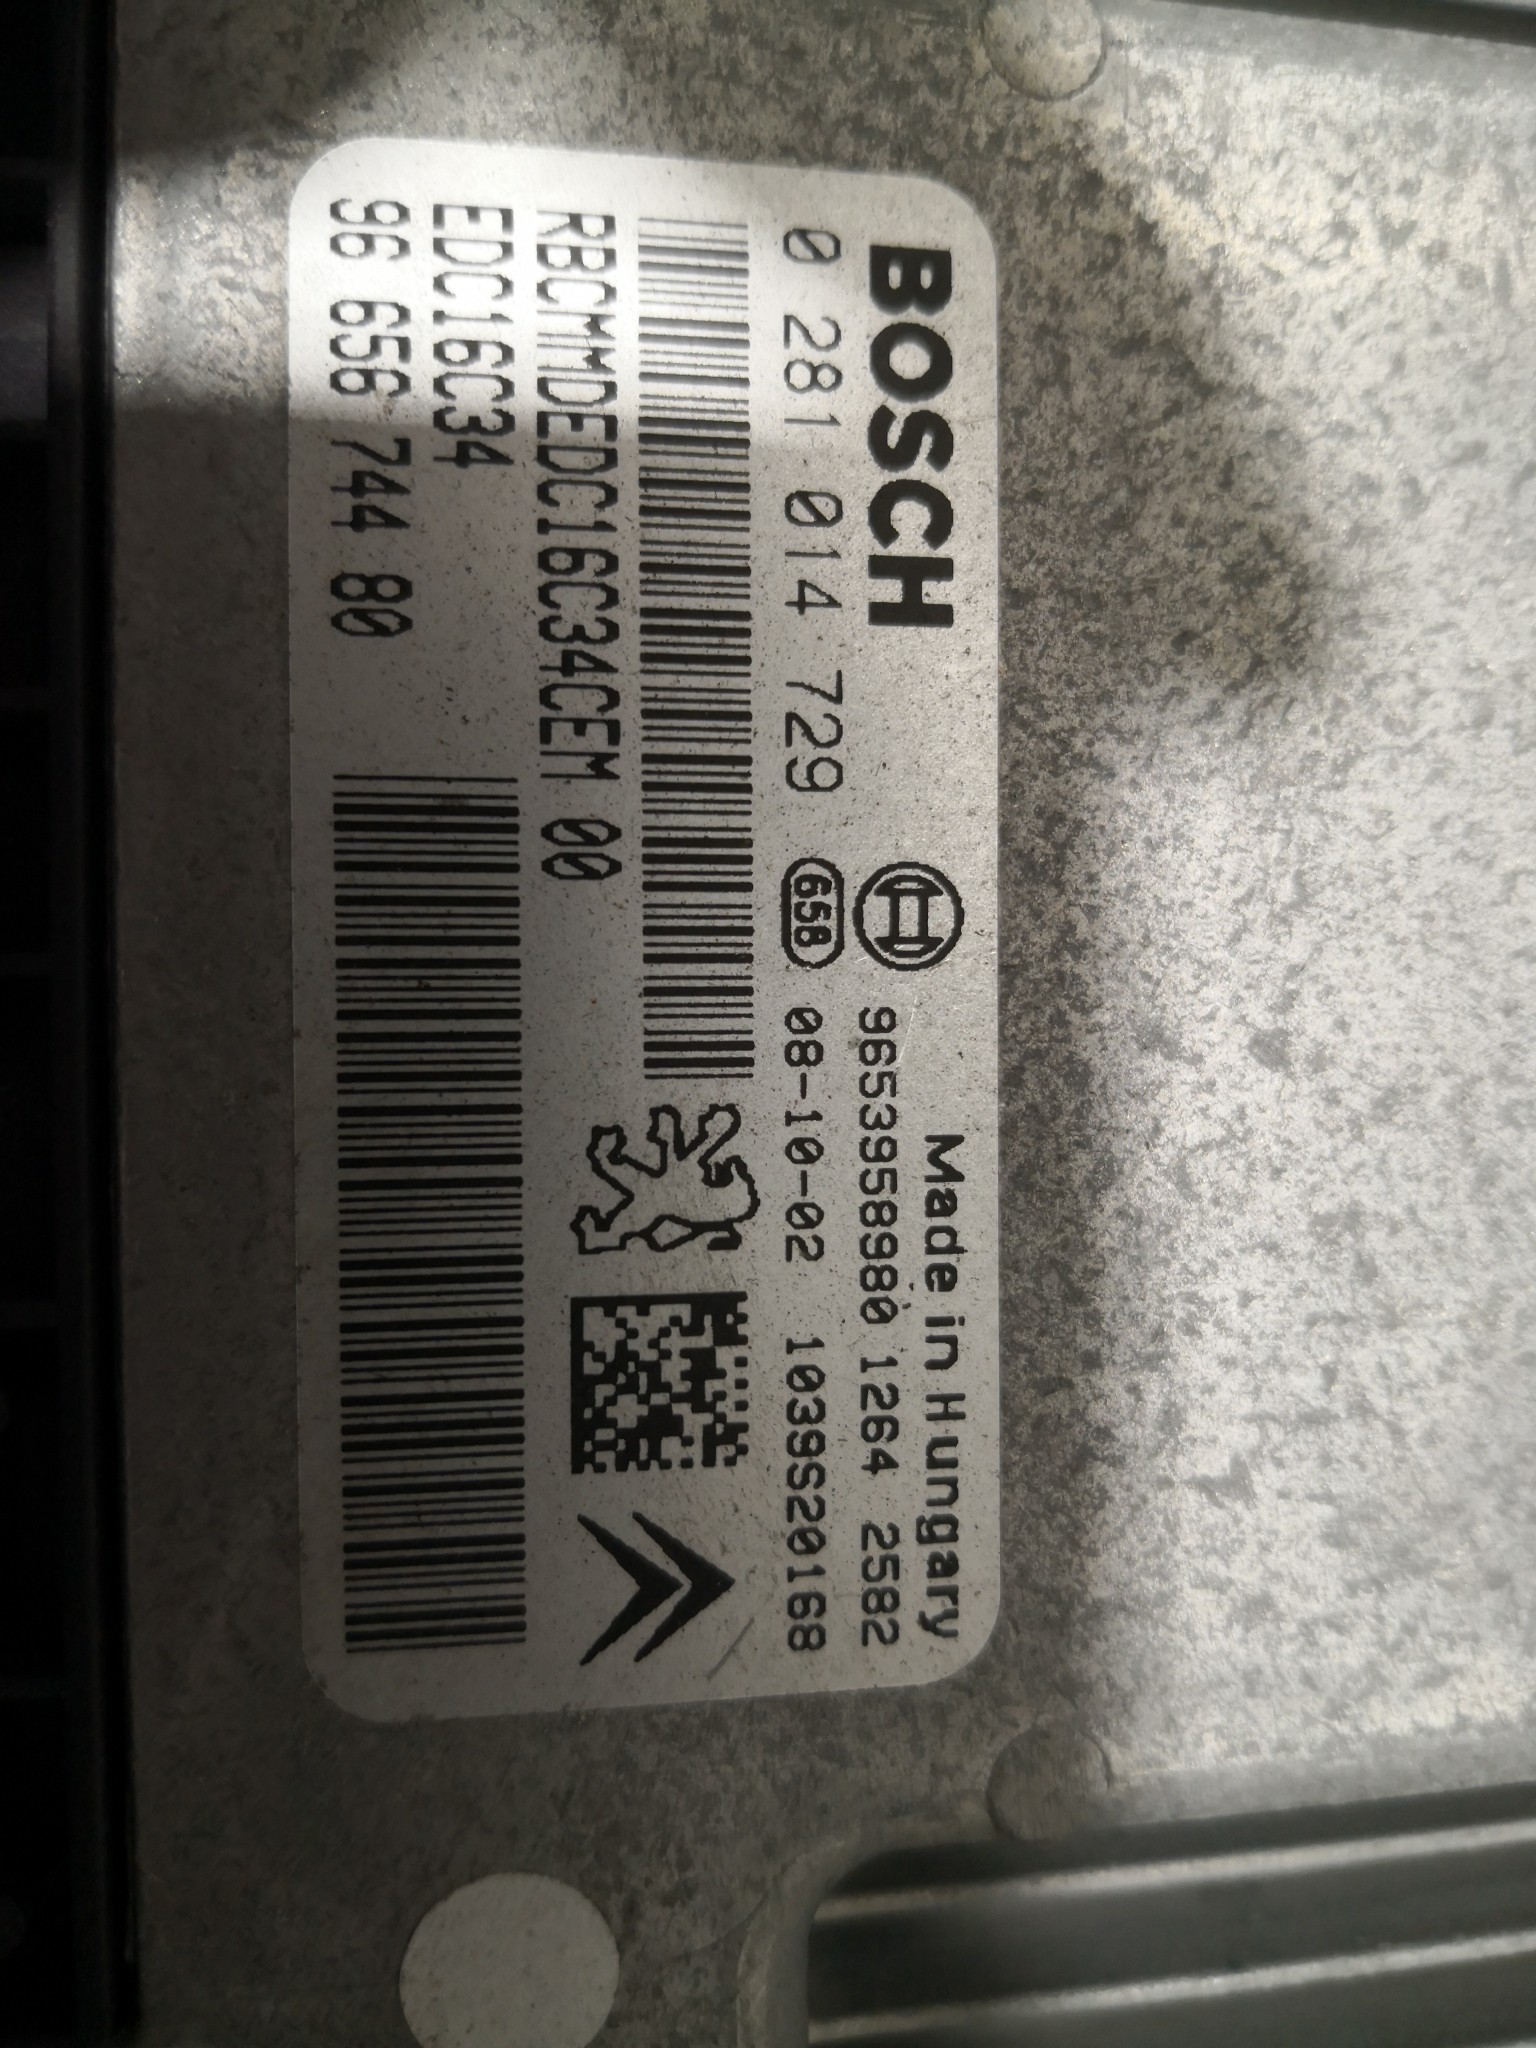 BOSCH
Made in Hungary
9653958980 1264 2582
0 281 014 729 658 08-10-02 1039S20168
RBCMMDEDC16C34CEM 00
EDC16C34
96 656 744 80